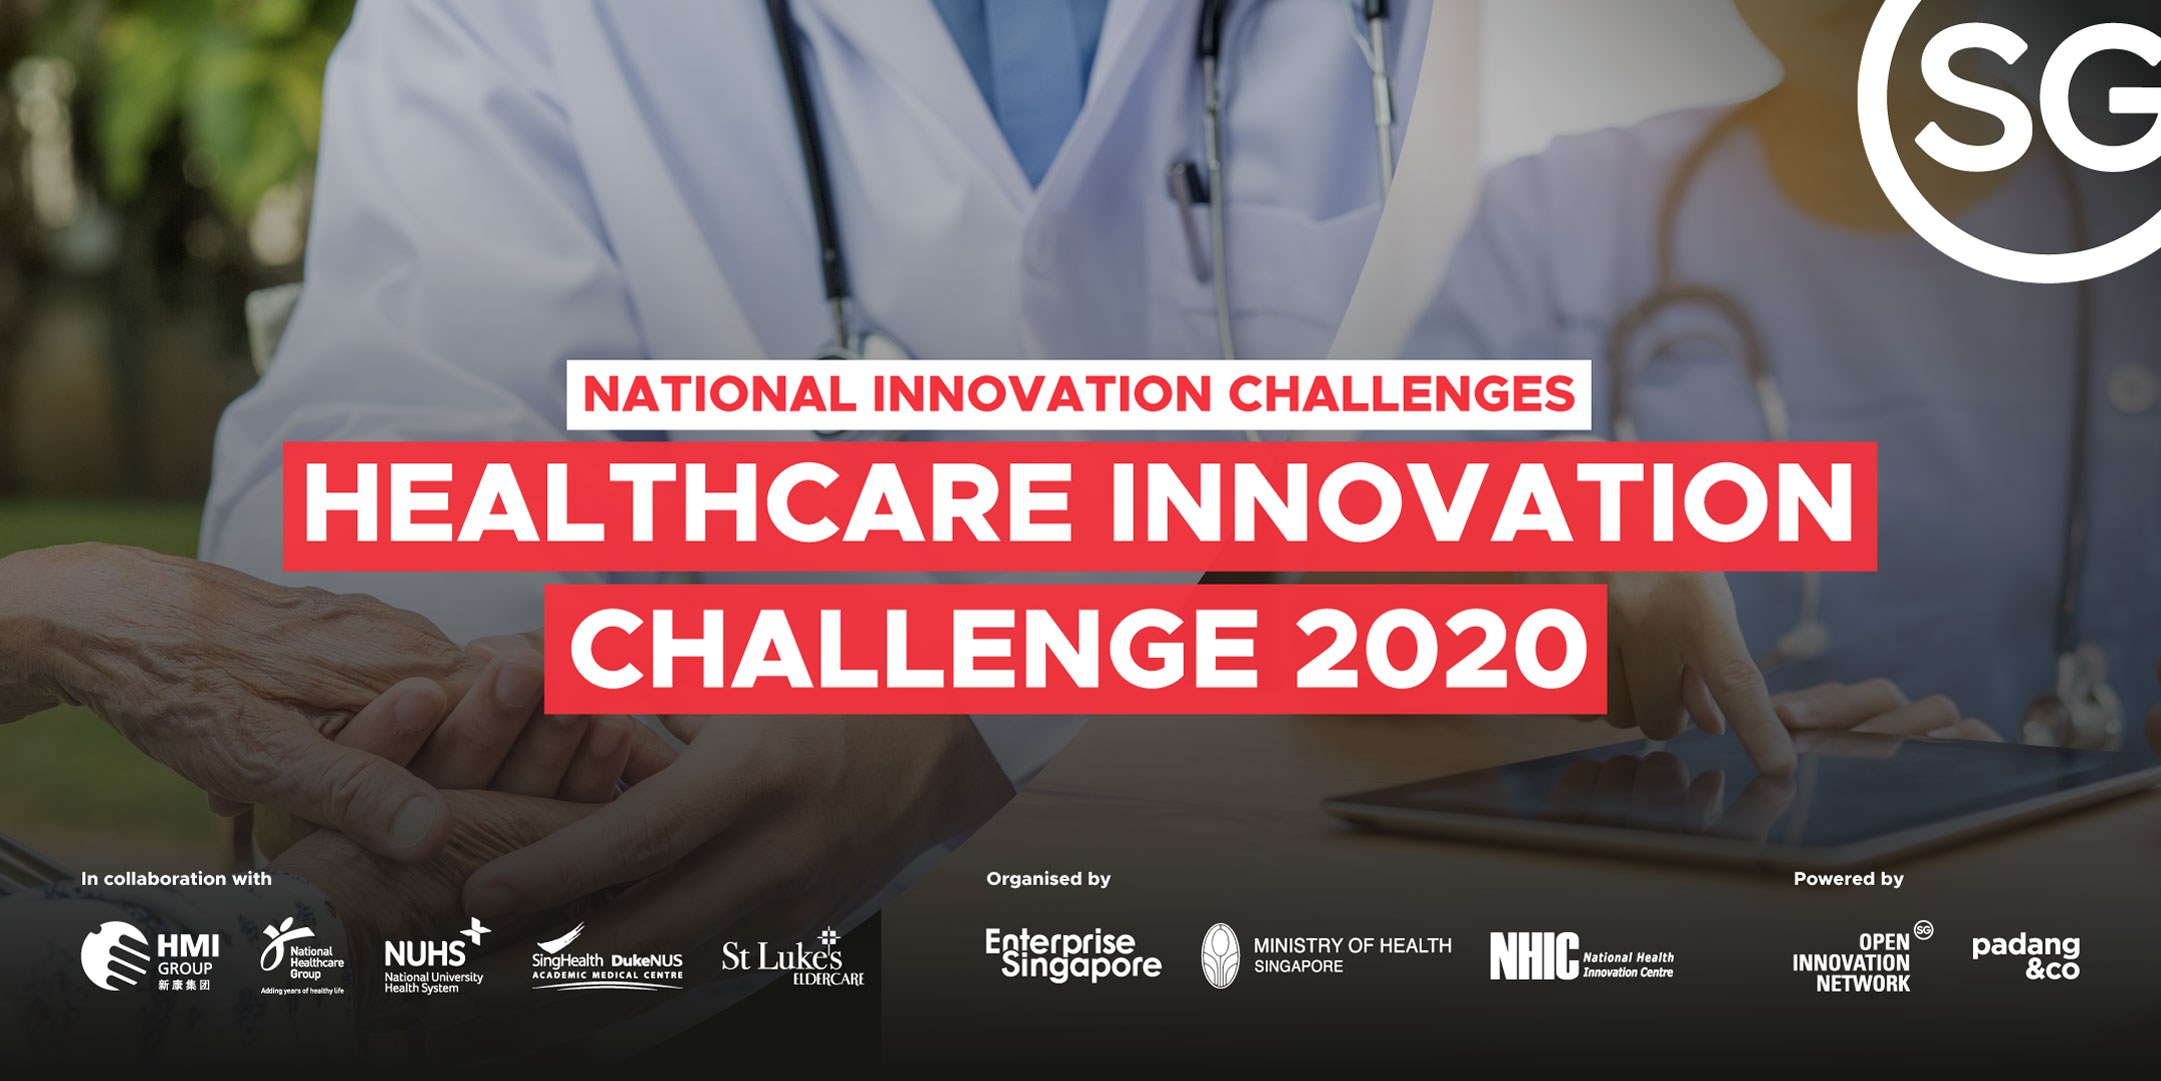 SG
NATIONAL INNOVATION CHALLENGES
HEALTHCARE INNOVATION
CHALLENGE 2020
In collaboration with
HMI
GROUP
新康集团
National
Healthcare
Group
Adding years of healthy life
NUHS
National University
Health System
SingHealth DukeNUS
ACADEMIC MEDICAL CENTRE
St Luke's
ELDERCARE
Organised by
Enterprise
Singapore
MINISTRY OF HEALTH
SINGAPORE
NHIC National Health
Innovation Centre
Powered by
OPEN SG
INNOVATION
NETWORK
padang
&co